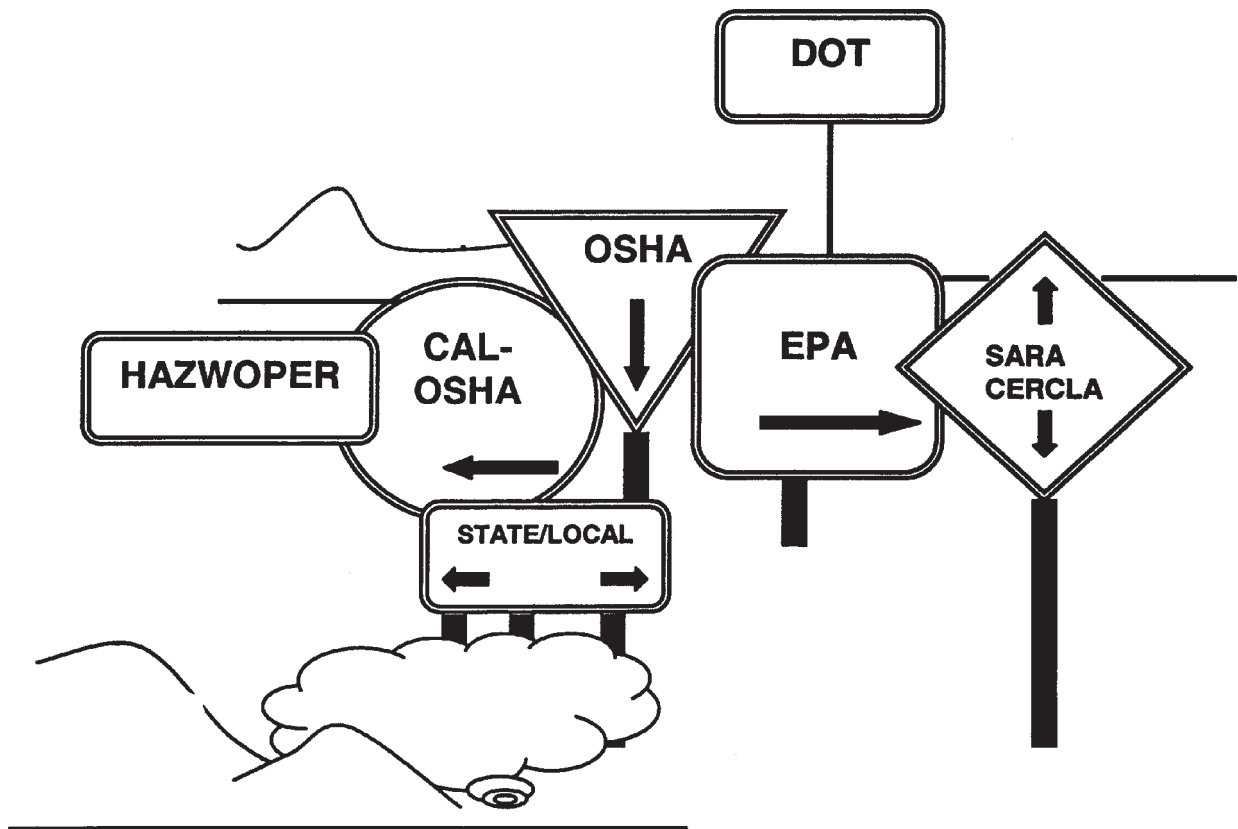 DOT
OSHA
EPA
SARA
CERCLA
CAL-
OSHA
HAZWOPER
STATE/LOCAL